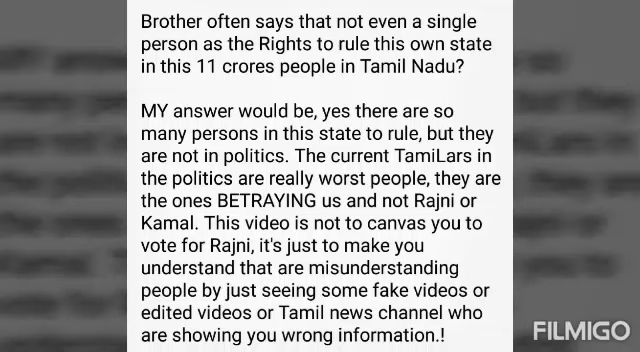 Brother often says that not even a single
person as the Rights to rule this own state
in this 11 crores people in Tamil Nadu?
MY answer would be, yes there are so
many persons in this state to rule, but they
are not in politics. The current TamiLars in
the politics are really worst people, they are
the ones BETRAYING us and not Rajni or
Kamal. This video is not to canvas you to
vote for Rajni, it's just to make you
understand that are misunderstanding
people by just seeing some fake videos or
edited videos or Tamil news channel who
are showing you wrong information.!
FILMIGO